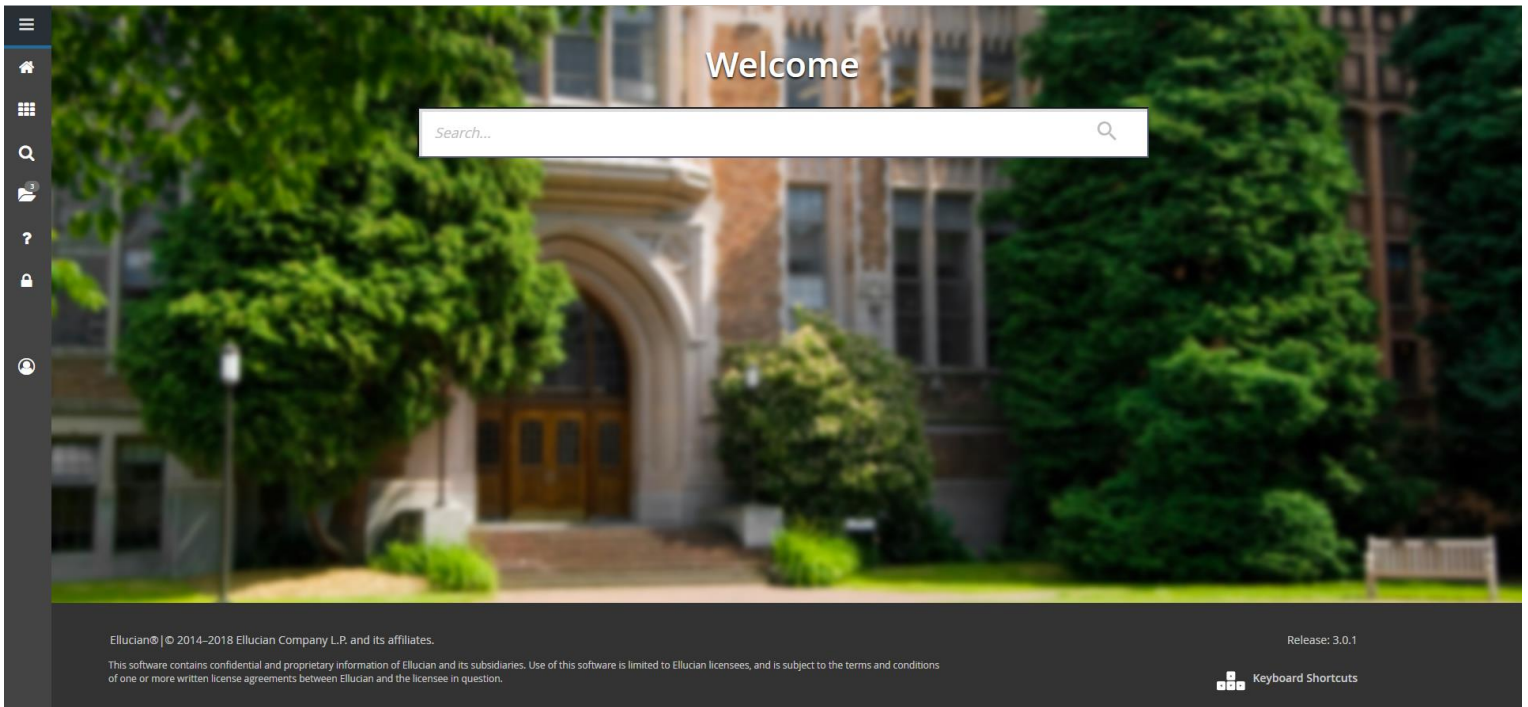 Welcome
Search...
3
?
Ellucian®|© 2014–2018 Ellucian Company L.P. and its affiliates.
Release: 3.0.1
This software contains confidential and proprietary information of Ellucian and its subsidiaries. Use of this software is limited to Ellucian licensees, and is subject to the terms and conditions
of one or more written license agreements between Ellucian and the licensee in question.
Keyboard Shortcuts